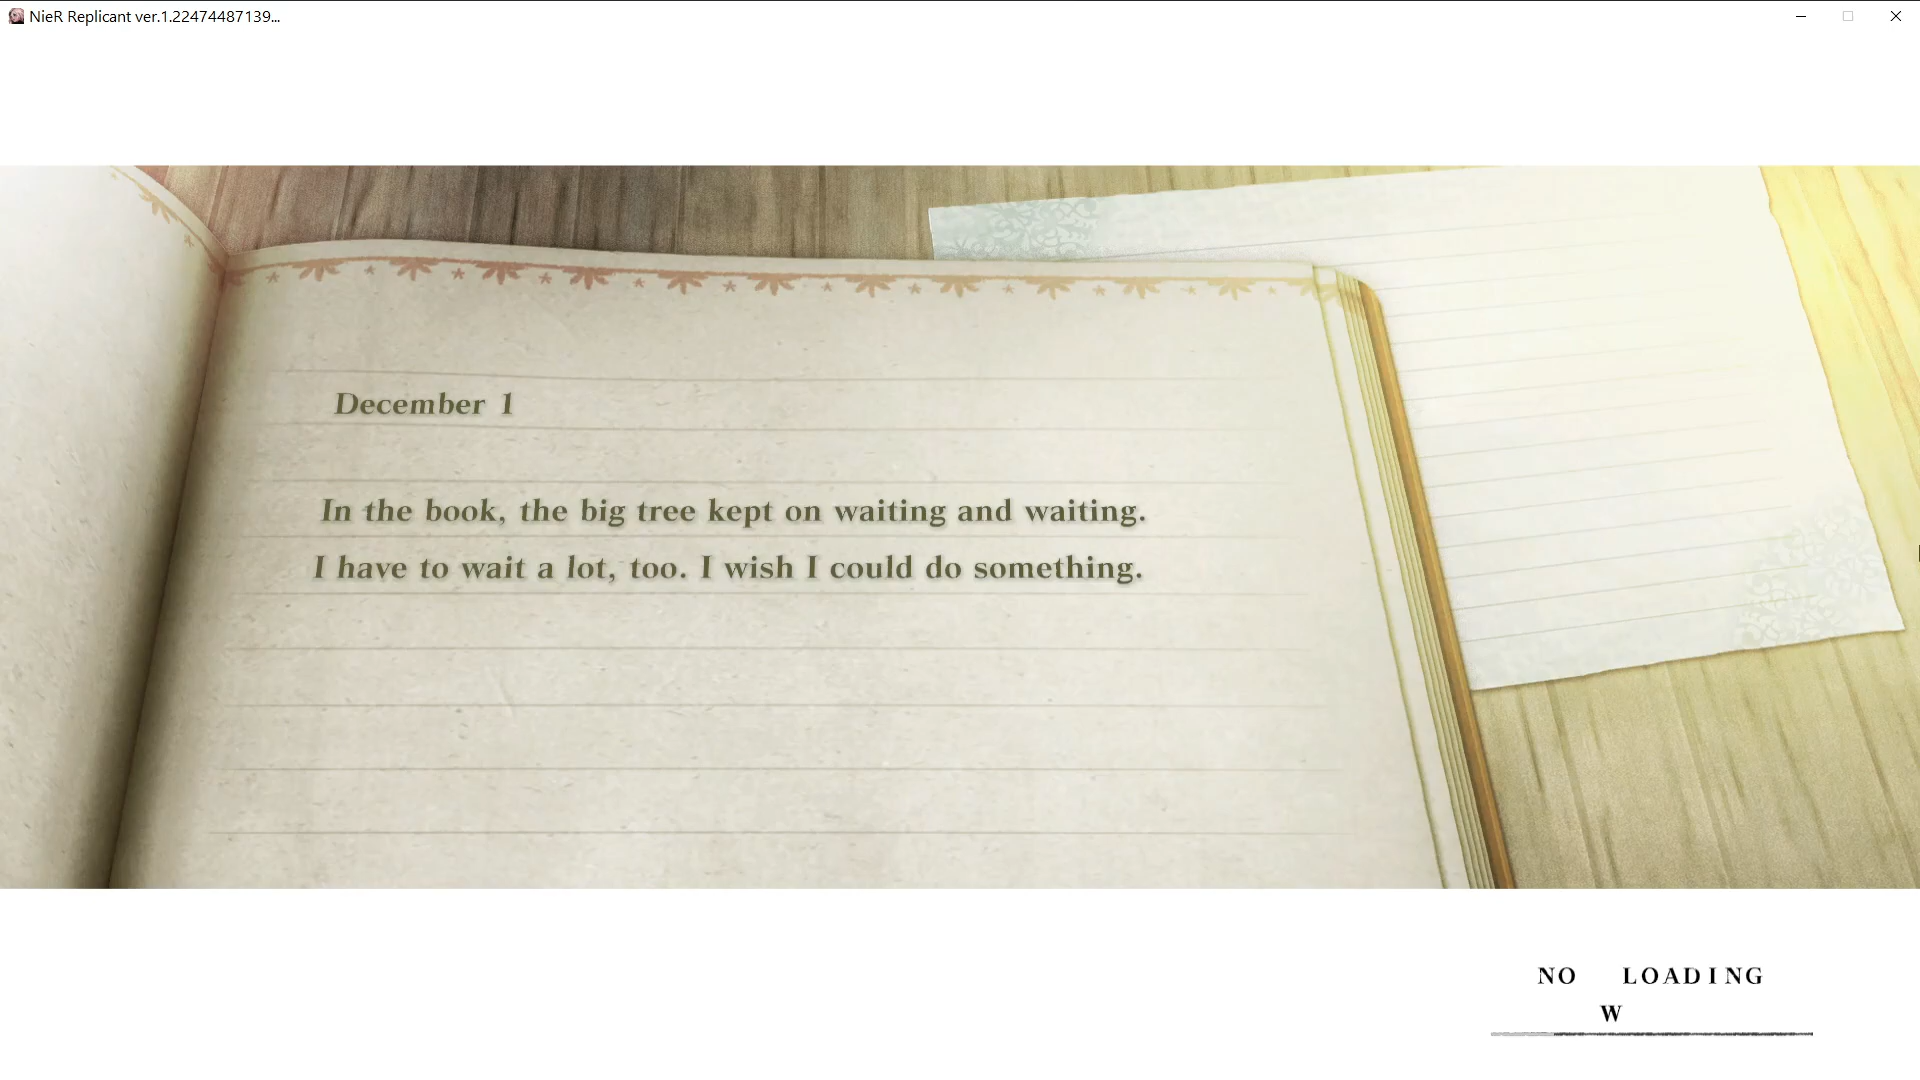 NieR Replicant ver.1.22474487139...
December 1
In the book, the big tree kept on waiting and waiting.
I have to wait a lot, too. I wish I could do something.
NO LOADING
W